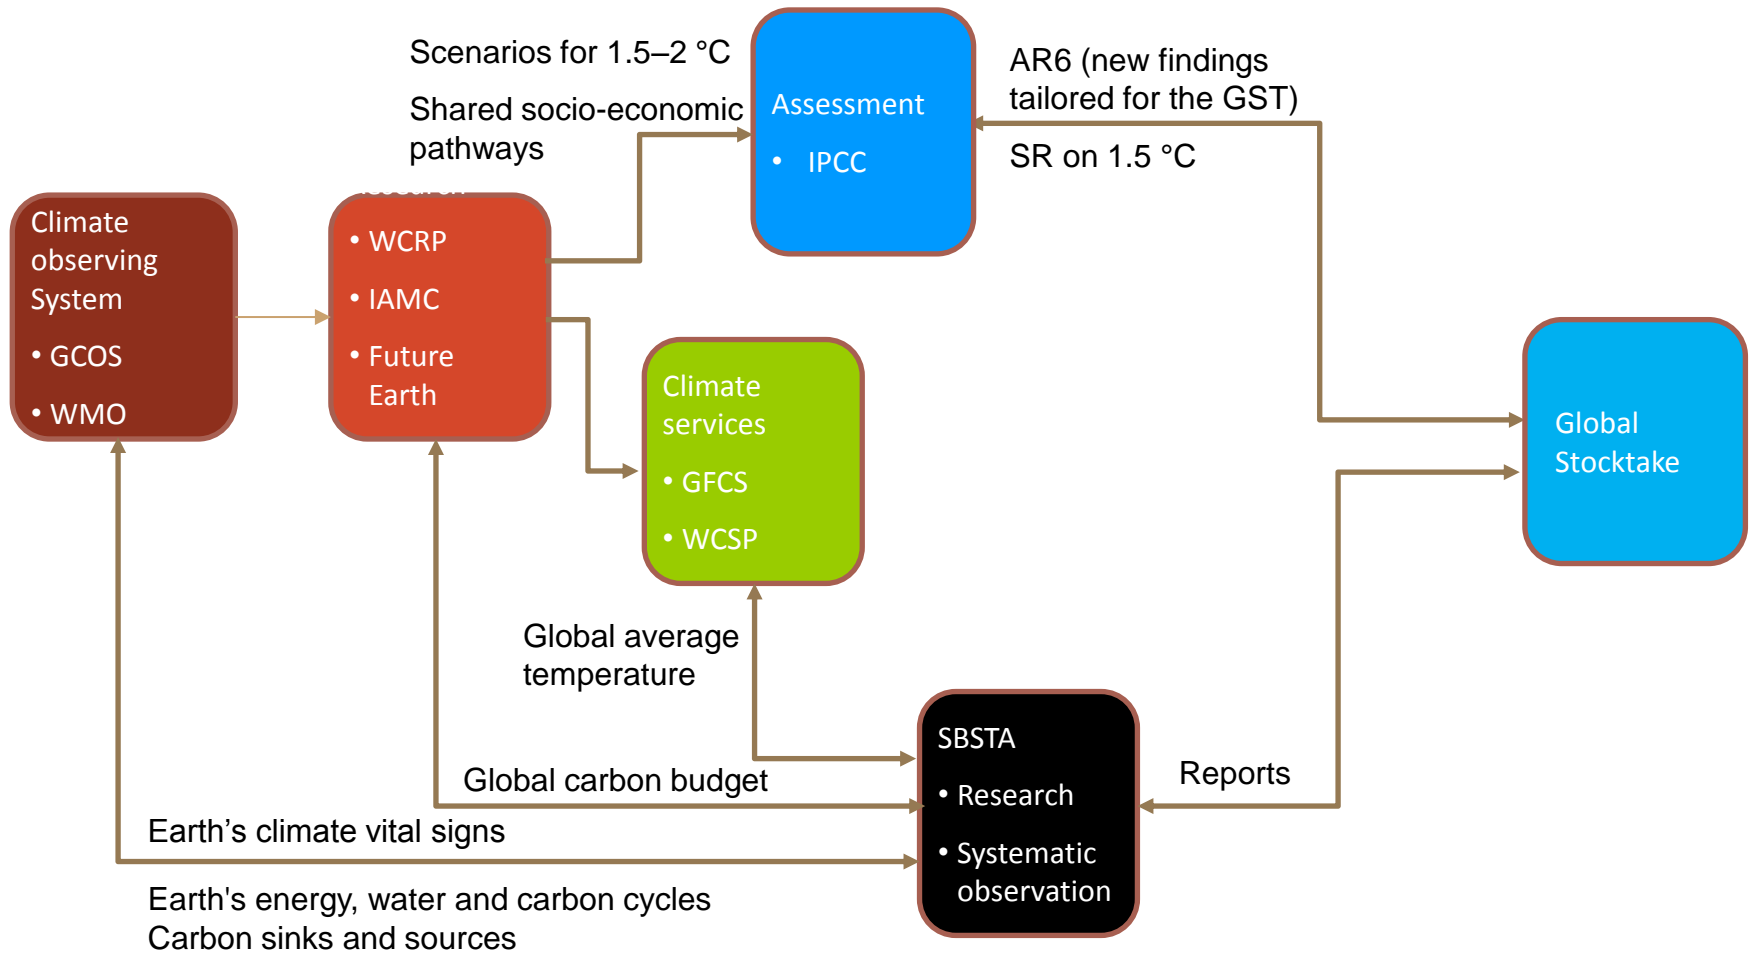 Scenarios for 1.5–2 °C
Shared socio-economic
pathways
Assessment
• IPCC
AR6 (new findings
tailored for the GST)
SR on 1.5 °C
Climate
observing
System
• GCOS
• WMO
• WCRP
• IAMC
• Future
Earth
Climate
services
• GFCS
• WCSP
Global
Stocktake
Global average
temperature
SBSTA
• Research
• Systematic
observation
Reports
Global carbon budget
Earth’s climate vital signs
Earth's energy, water and carbon cycles
Carbon sinks and sources